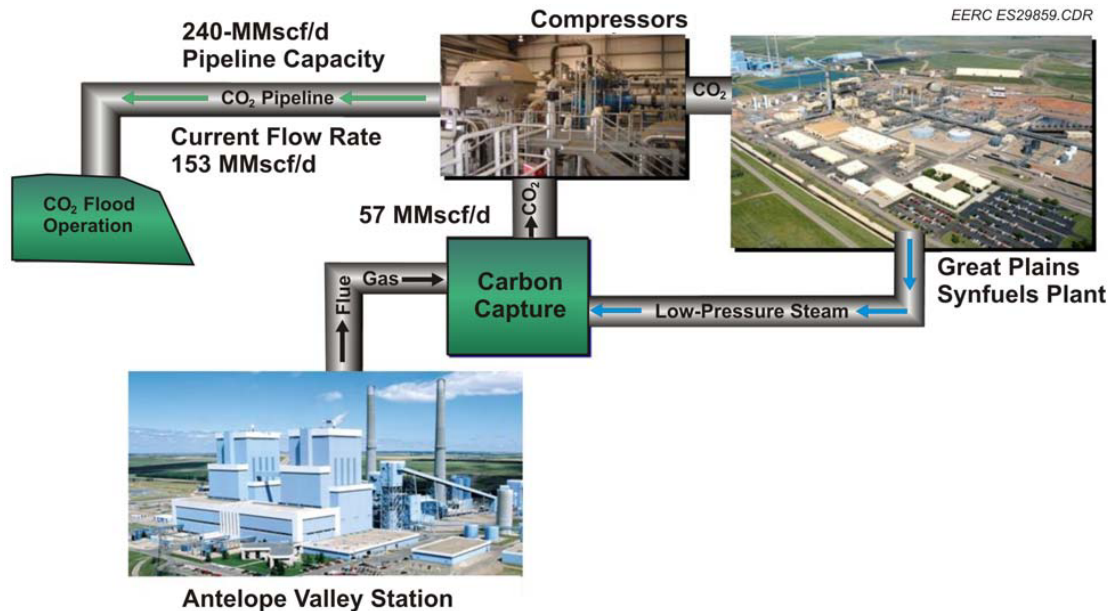 EERC ES29859.CDR
Compressors
240-MMscf/d
Pipeline Capacity
CO₂ Pipeline
CO₂
Current Flow Rate
153 MMscf/d
CO₂ Flood
Operation
57 MMscf/d
CO₂
Flue
Gas
Carbon
Capture
Low-Pressure Steam
Great Plains
Synfuels Plant
Antelope Valley Station